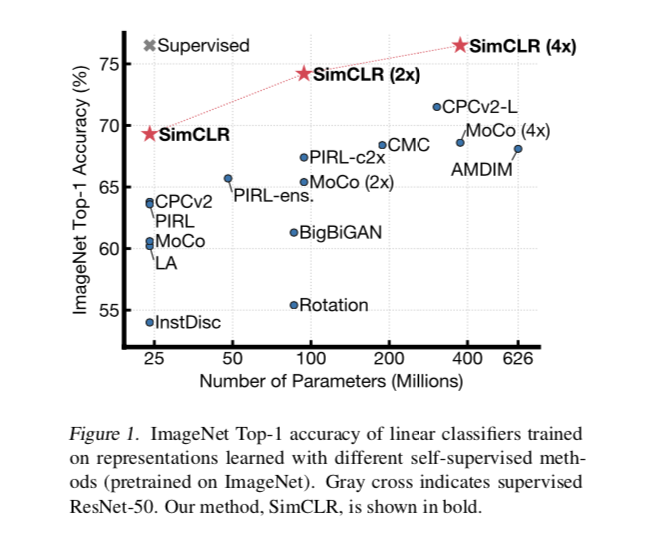 Supervised
SimCLR (4x)
75
SimCLR (2x)
CPCv2-L
70
SimCLR
MoCo (4x)
CMC
PIRL-c2x
AMDIM
65
MoCo (2x)
PIRL-ens.
CPCv2
PIRL
BigBiGAN
60
MoCo
LA
55
Rotation
InstDisc
ImageNet Top-1 Accuracy (%)
25 50 100 200 400 626
Number of Parameters (Millions)
Figure 1. ImageNet Top-1 accuracy of linear classifiers trained
on representations learned with different self-supervised meth-
ods (pretrained on ImageNet). Gray cross indicates supervised
ResNet-50. Our method, SimCLR, is shown in bold.